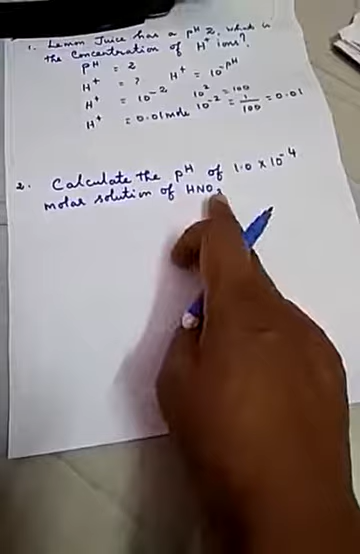 1. Lemon Juice has a pH 2. What is
the Concentration of H⁺ ions?
pH = 2
H⁺ = ? H⁺ = 10^-pH
H⁺ = 10⁻² 10² = 100
H⁺ = 0.01 mole 10⁻² = 1/100 = 0.01
2. Calculate the pH of 1.0 × 10⁻⁴
molar solution of HNO₃